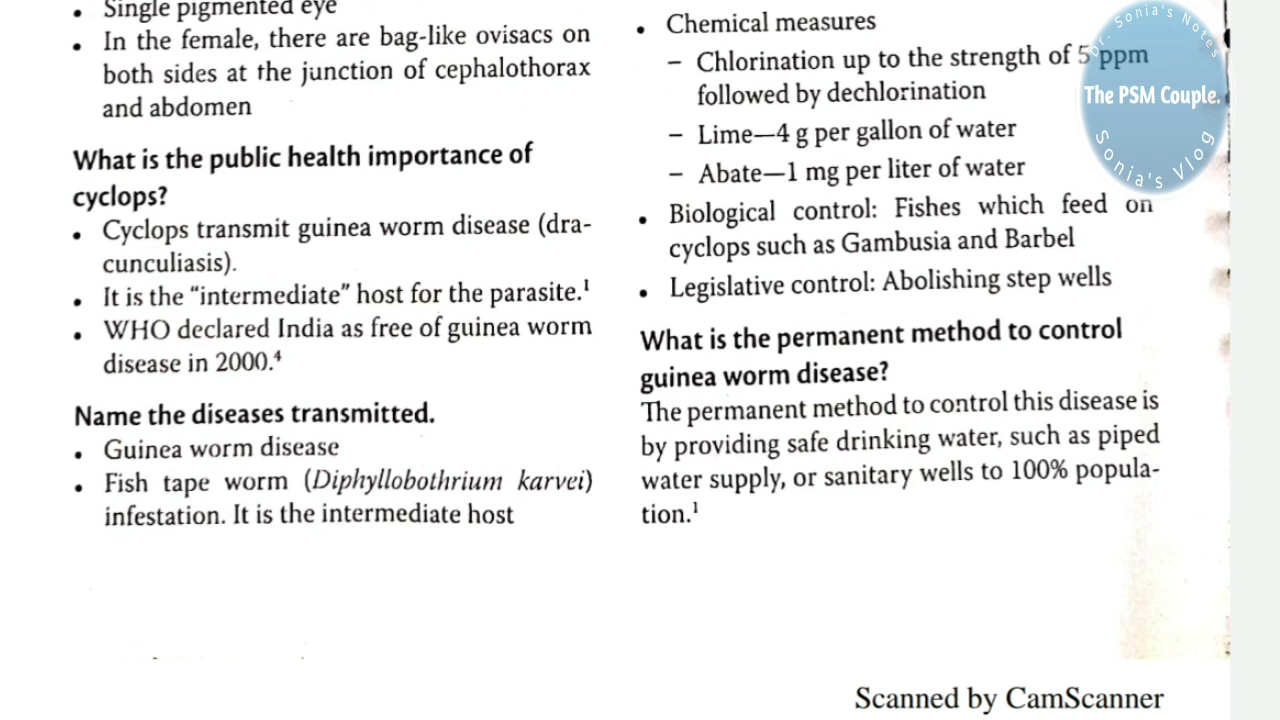 • Single pigmented eye
• In the female, there are bag-like ovisacs on
both sides at the junction of cephalothorax
and abdomen
What is the public health importance of
cyclops?
• Cyclops transmit guinea worm disease (dra-
cunculiasis).
• It is the “intermediate” host for the parasite.¹
• WHO declared India as free of guinea worm
disease in 2000.⁴
Name the diseases transmitted.
• Guinea worm disease
• Fish tape worm (Diphyllobothrium karvei)
infestation. It is the intermediate host
• Chemical measures
– Chlorination up to the strength of 5 ppm
followed by dechlorination
– Lime—4 g per gallon of water
– Abate—1 mg per liter of water
• Biological control: Fishes which feed on
cyclops such as Gambusia and Barbel
• Legislative control: Abolishing step wells
What is the permanent method to control
guinea worm disease?
The permanent method to control this disease is
by providing safe drinking water, such as piped
water supply, or sanitary wells to 100% popula-
tion.¹
Dr. Sonia's Notes
The PSM Couple.
Sonia's Vlog
Scanned by CamScanner